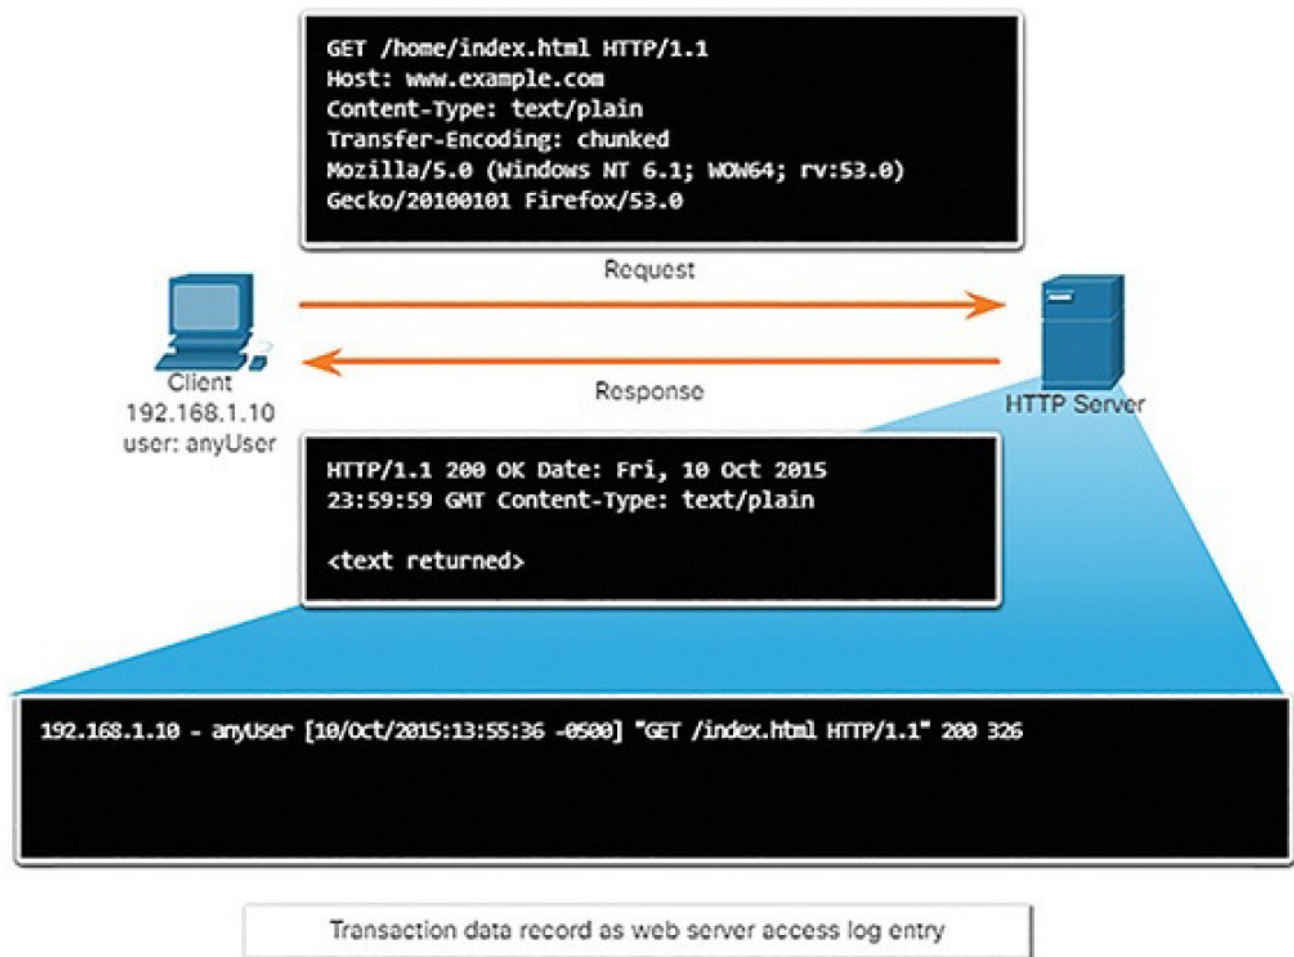 GET /home/index.html HTTP/1.1
Host: www.example.com
Content-Type: text/plain
Transfer-Encoding: chunked
Mozilla/5.0 (Windows NT 6.1; WOW64; rv:53.0)
Gecko/20100101 Firefox/53.0
Request
Client
192.168.1.10
user: anyUser
Response
HTTP Server
HTTP/1.1 200 OK Date: Fri, 10 Oct 2015
23:59:59 GMT Content-Type: text/plain
<text returned>
192.168.1.10 - anyUser [10/Oct/2015:13:55:36 -0500] "GET /index.html HTTP/1.1" 200 326
Transaction data record as web server access log entry